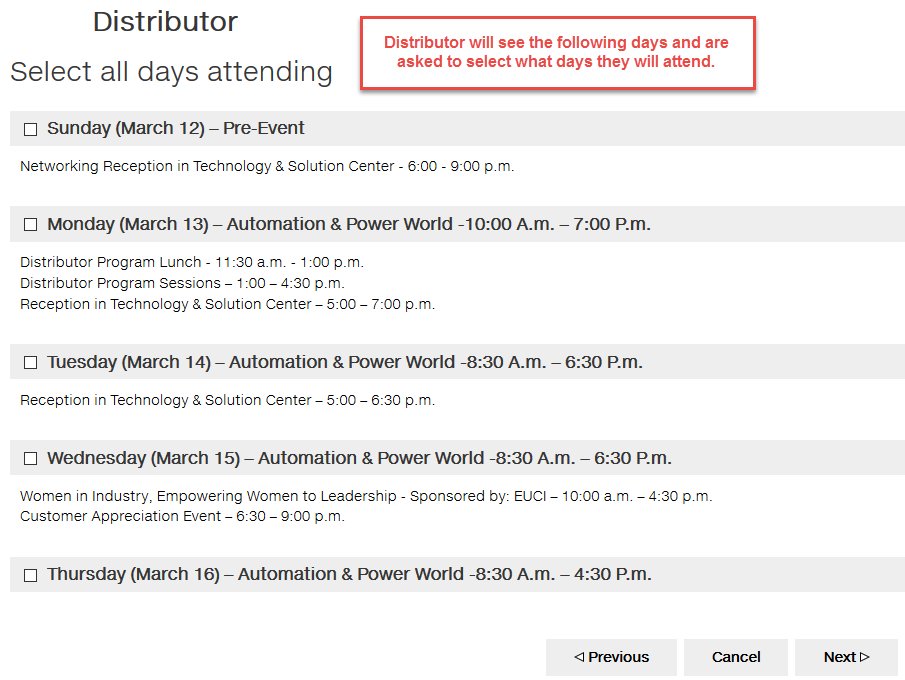 Distributor
Distributor will see the following days and are
asked to select what days they will attend.
Select all days attending
Sunday (March 12) – Pre-Event
Networking Reception in Technology & Solution Center - 6:00 - 9:00 p.m.
Monday (March 13) – Automation & Power World -10:00 A.m. – 7:00 P.m.
Distributor Program Lunch - 11:30 a.m. - 1:00 p.m.
Distributor Program Sessions – 1:00 – 4:30 p.m.
Reception in Technology & Solution Center – 5:00 – 7:00 p.m.
Tuesday (March 14) – Automation & Power World -8:30 A.m. – 6:30 P.m.
Reception in Technology & Solution Center – 5:00 – 6:30 p.m.
Wednesday (March 15) – Automation & Power World -8:30 A.m. – 6:30 P.m.
Women in Industry, Empowering Women to Leadership - Sponsored by: EUCI – 10:00 a.m. – 4:30 p.m.
Customer Appreciation Event – 6:30 – 9:00 p.m.
Thursday (March 16) – Automation & Power World -8:30 A.m. – 4:30 P.m.
Previous Cancel Next